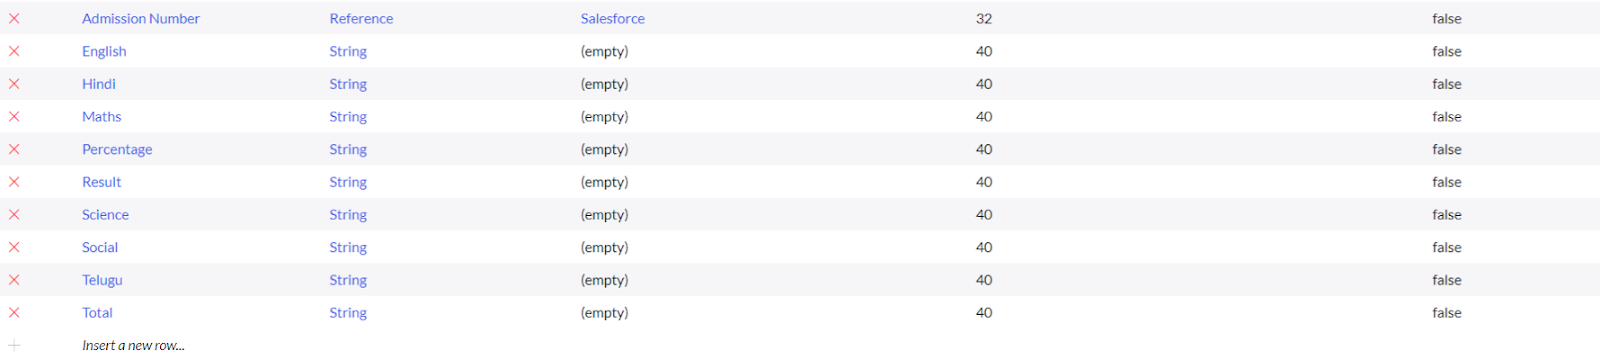 Admission Number Reference Salesforce 32 false
English String (empty) 40 false
Hindi String (empty) 40 false
Maths String (empty) 40 false
Percentage String (empty) 40 false
Result String (empty) 40 false
Science String (empty) 40 false
Social String (empty) 40 false
Telugu String (empty) 40 false
Total String (empty) 40 false
Insert a new row...